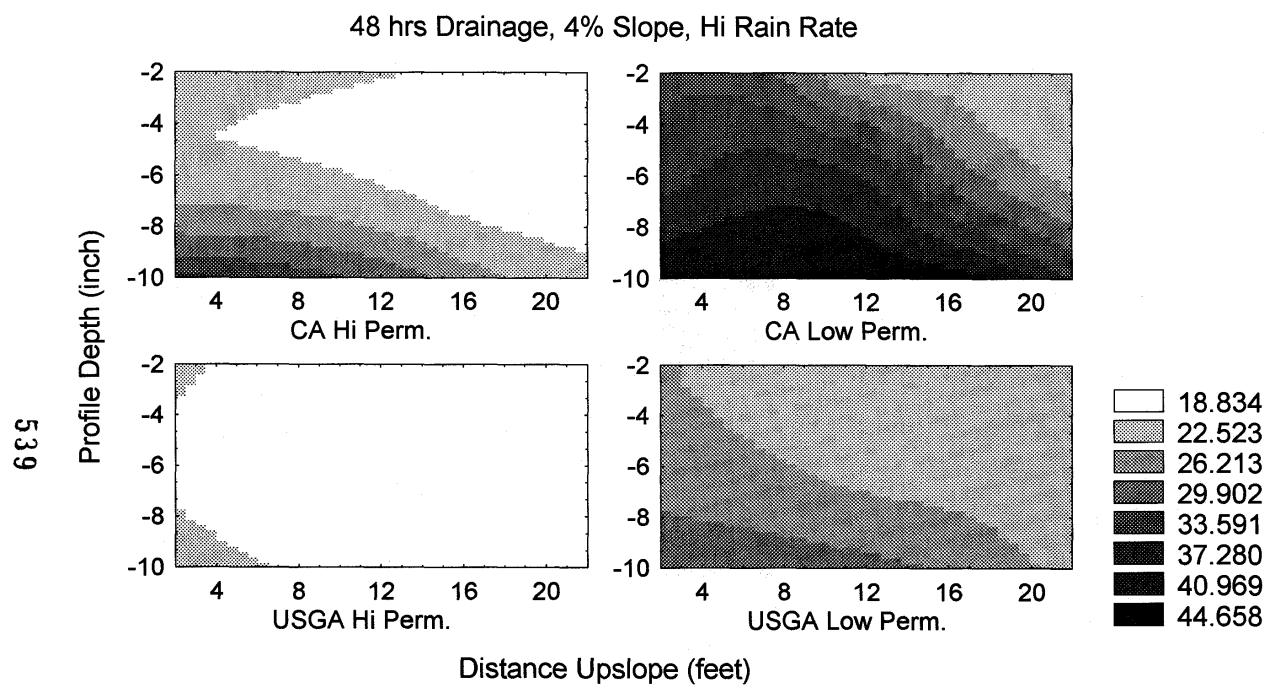 48 hrs Drainage, 4% Slope, Hi Rain Rate
Profile Depth (inch)
-2
-4
-6
-8
-10
4 8 12 16 20
CA Hi Perm.
-2
-4
-6
-8
-10
4 8 12 16 20
CA Low Perm.
-2
-4
-6
-8
-10
4 8 12 16 20
USGA Hi Perm.
-2
-4
-6
-8
-10
4 8 12 16 20
USGA Low Perm.
18.834
22.523
26.213
29.902
33.591
37.280
40.969
44.658
Distance Upslope (feet)
539